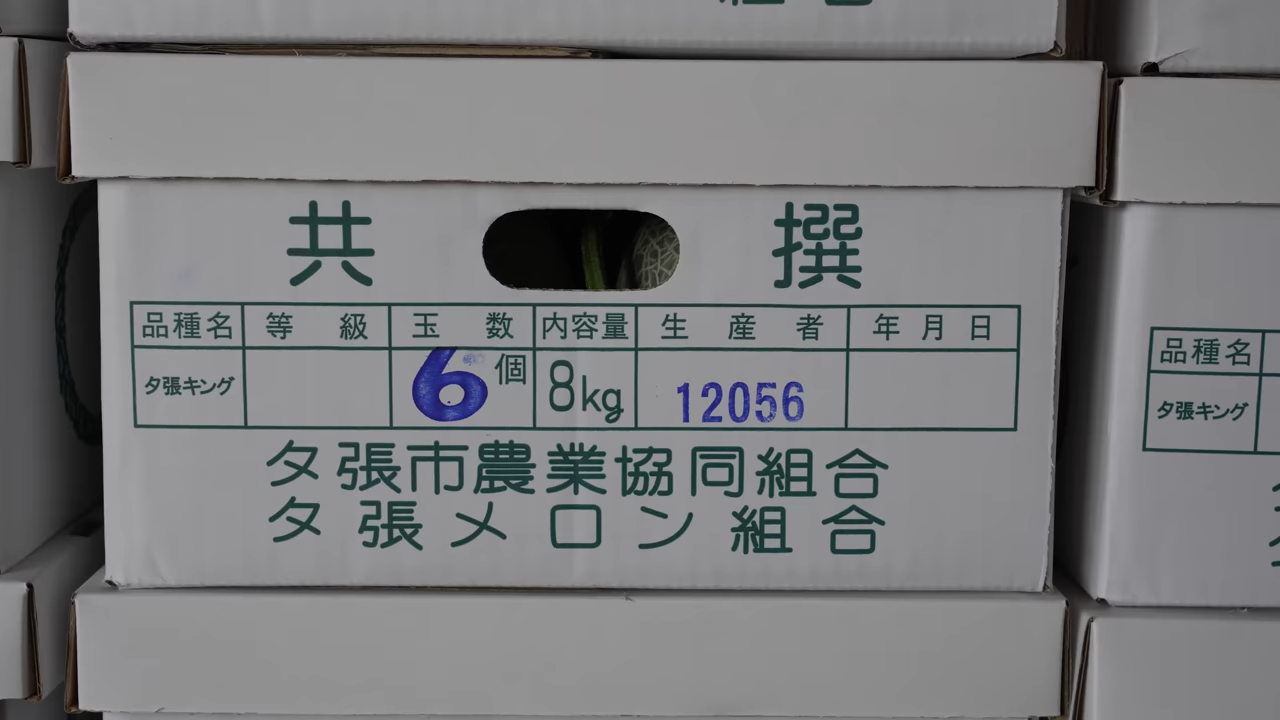 共 撰
品種名 等級 玉数 内容量 生産者 年月日
夕張キング 6個 8kg 12056
夕張市農業協同組合
夕張メロン組合
品種名
夕張キング